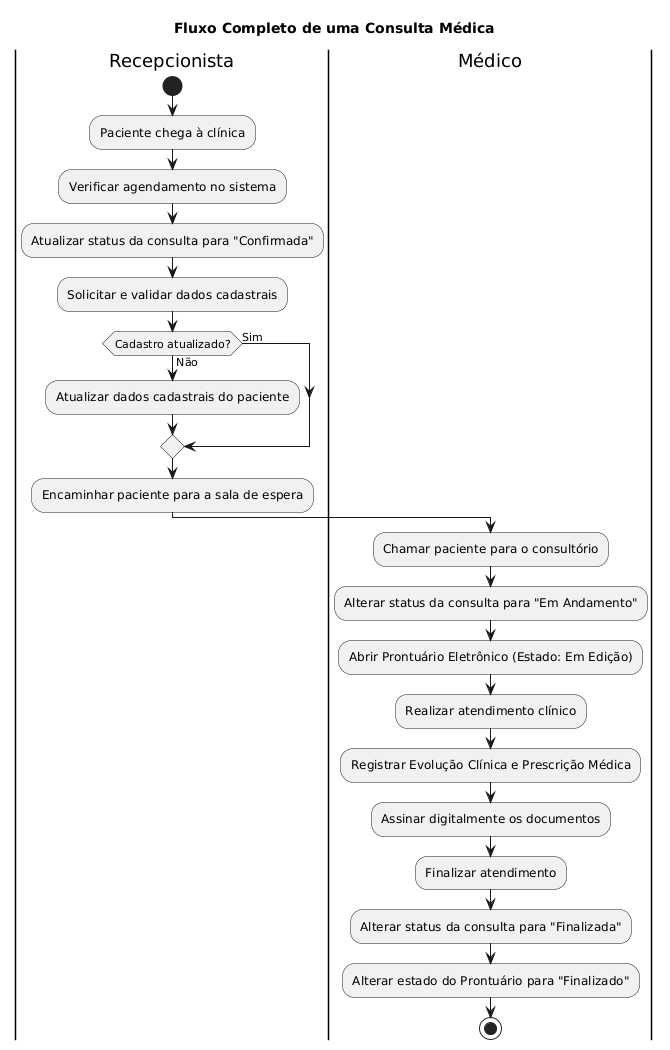 Fluxo Completo de uma Consulta Médica
Recepcionista
Médico
Paciente chega à clínica
Verificar agendamento no sistema
Atualizar status da consulta para "Confirmada"
Solicitar e validar dados cadastrais
Cadastro atualizado?
Sim
Não
Atualizar dados cadastrais do paciente
Encaminhar paciente para a sala de espera
Chamar paciente para o consultório
Alterar status da consulta para "Em Andamento"
Abrir Prontuário Eletrônico (Estado: Em Edição)
Realizar atendimento clínico
Registrar Evolução Clínica e Prescrição Médica
Assinar digitalmente os documentos
Finalizar atendimento
Alterar status da consulta para "Finalizada"
Alterar estado do Prontuário para "Finalizado"